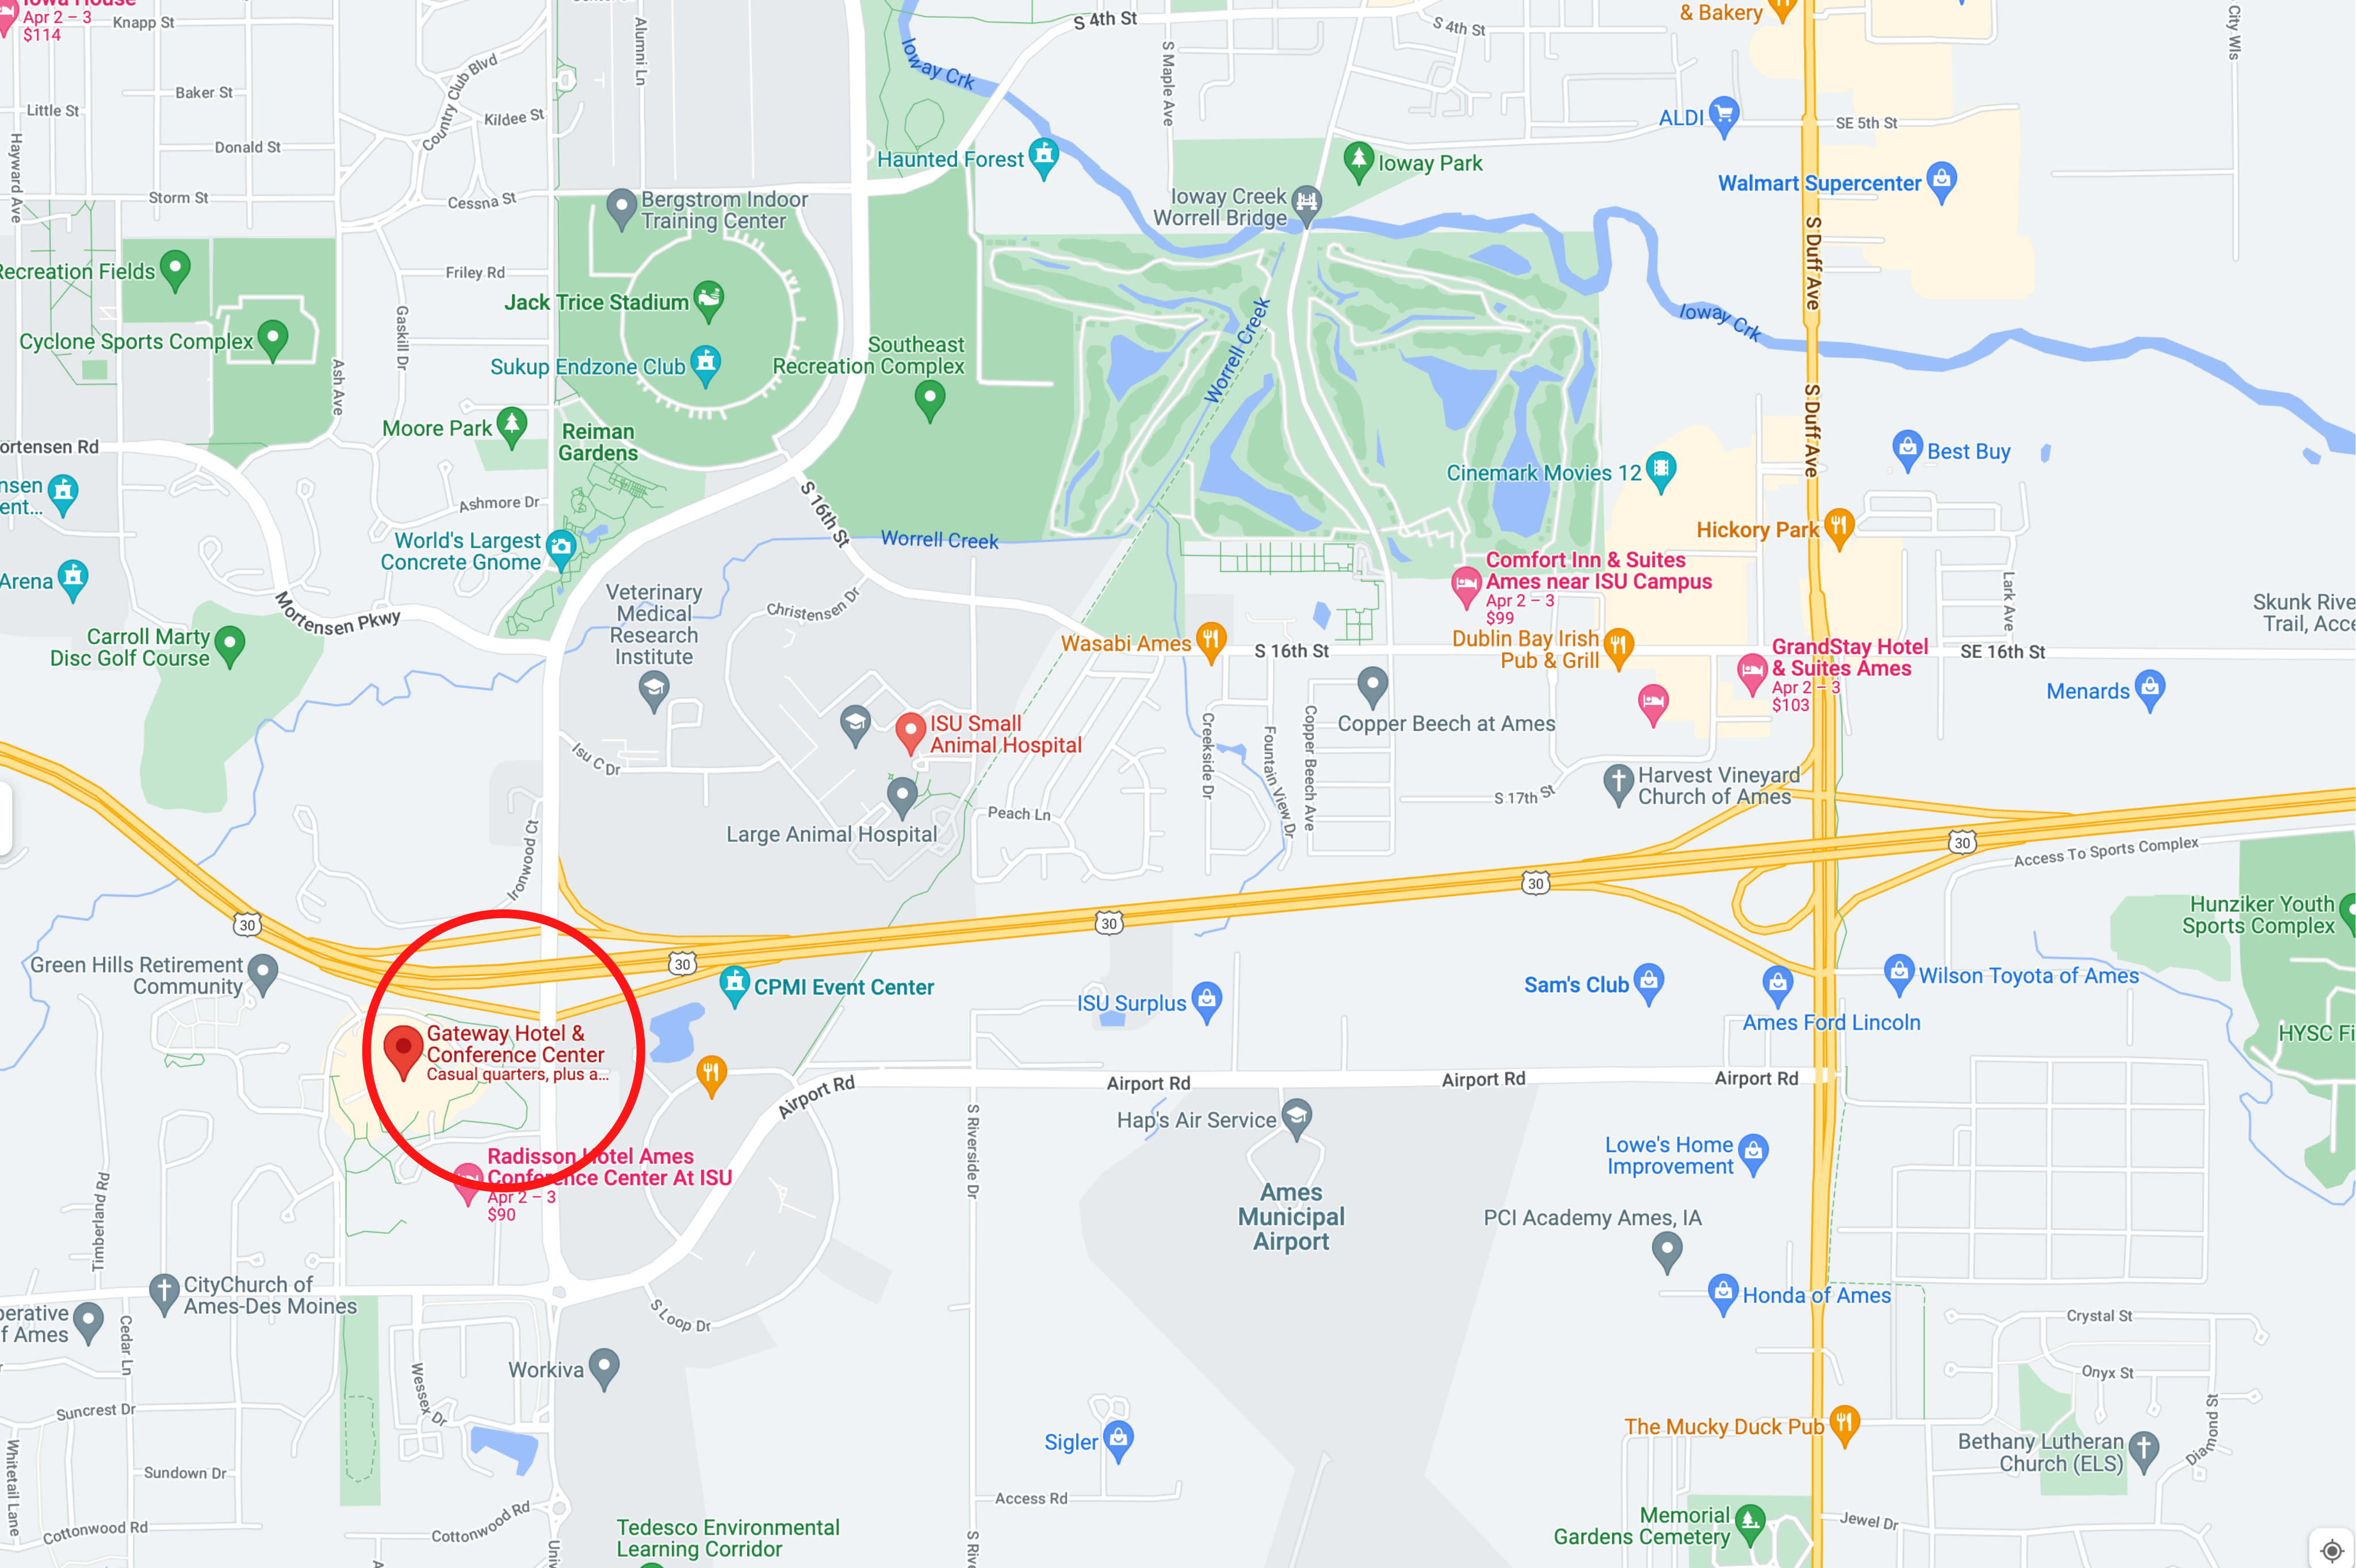 Iowa House
Apr 2 – 3
$114
Knapp St
Alumni Ln
S 4th St
S 4th St
& Bakery
City Wls
Country Club Blvd
Ioway Crk
S Maple Ave
Baker St
Little St
Kildee St
Donald St
Hayward Ave
ALDI
SE 5th St
Haunted Forest
Ioway Park
Storm St
Cessna St
Bergstrom Indoor
Training Center
Ioway Creek
Worrell Bridge
Walmart Supercenter
S Duff Ave
Recreation Fields
Friley Rd
Jack Trice Stadium
Gaskill Dr
Cyclone Sports Complex
Ash Ave
Sukup Endzone Club
Southeast
Recreation Complex
Worrell Creek
Ioway Crk
S Duff Ave
Moore Park
Reiman
Gardens
ortensen Rd
Best Buy
Cinemark Movies 12
nsen
ent...
Ashmore Dr
S 16th St
Hickory Park
World's Largest
Concrete Gnome
Worrell Creek
Arena
Mortensen Pkwy
Veterinary
Medical
Research
Institute
Christensen Dr
Comfort Inn & Suites
Ames near ISU Campus
Apr 2 – 3
$99
Lark Ave
Skunk Rive
Trail, Acce
Carroll Marty
Disc Golf Course
Wasabi Ames
S 16th St
Dublin Bay Irish
Pub & Grill
GrandStay Hotel
& Suites Ames
Apr 2 – 3
$103
SE 16th St
Menards
ISU Small
Animal Hospital
Copper Beech at Ames
Isu C Dr
Creekside Dr
Fountain View Dr
Copper Beech Ave
S 17th St
Harvest Vineyard
Church of Ames
Peach Ln
Large Animal Hospital
Ironwood Ct
30
30
30
30
30
Access To Sports Complex
Hunziker Youth
Sports Complex
Green Hills Retirement
Community
CPMI Event Center
ISU Surplus
Sam's Club
Wilson Toyota of Ames
Ames Ford Lincoln
HYSC Fi
Gateway Hotel &
Conference Center
Casual quarters, plus a...
Airport Rd
Airport Rd
Airport Rd
Airport Rd
Hap's Air Service
S Riverside Dr
Lowe's Home
Improvement
Radisson Hotel Ames
Conference Center At ISU
Apr 2 – 3
$90
Ames
Municipal
Airport
PCI Academy Ames, IA
Timberland Rd
CityChurch of
Ames-Des Moines
perative
f Ames
Cedar Ln
S Loop Dr
Honda of Ames
Crystal St
Workiva
Wessex Dr
Onyx St
Suncrest Dr
Diamond St
The Mucky Duck Pub
Sigler
Bethany Lutheran
Church (ELS)
Whitetail Lane
Sundown Dr
Access Rd
Cottonwood Rd
Cottonwood Rd
Tedesco Environmental
Learning Corridor
Univ
S Rive
Memorial
Gardens Cemetery
Jewel Dr